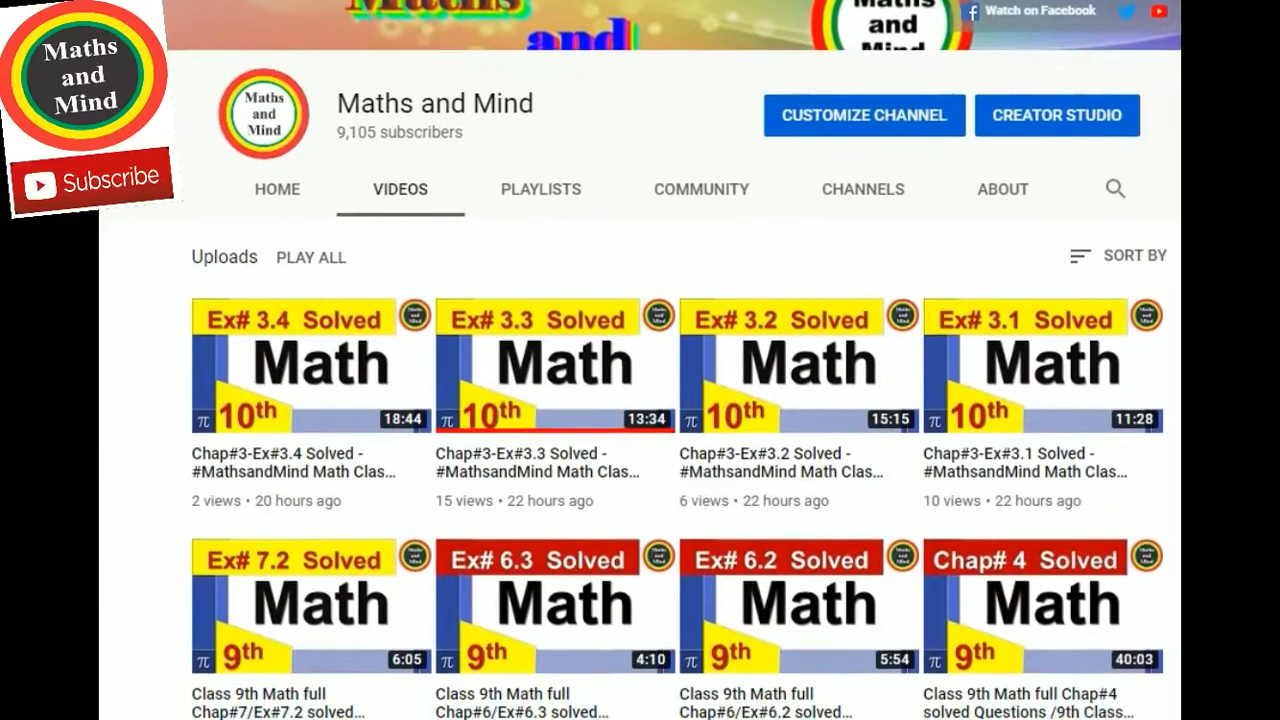 Maths
and
Maths
and
Mind
Watch on Facebook
Maths
and
Mind
Subscribe
Maths
and
Mind
Maths and Mind
9,105 subscribers
CUSTOMIZE CHANNEL
CREATOR STUDIO
HOME VIDEOS PLAYLISTS COMMUNITY CHANNELS ABOUT
Uploads PLAY ALL
SORT BY
Ex# 3.4 Solved
Math
π 10th
18:44
Chap#3-Ex#3.4 Solved -
#MathsandMind Math Clas...
2 views • 20 hours ago
Ex# 3.3 Solved
Math
π 10th
13:34
Chap#3-Ex#3.3 Solved -
#MathsandMind Math Clas...
15 views • 22 hours ago
Ex# 3.2 Solved
Math
π 10th
15:15
Chap#3-Ex#3.2 Solved -
#MathsandMind Math Clas...
6 views • 22 hours ago
Ex# 3.1 Solved
Math
π 10th
11:28
Chap#3-Ex#3.1 Solved -
#MathsandMind Math Clas...
10 views • 22 hours ago
Ex# 7.2 Solved
Math
π 9th
6:05
Class 9th Math full
Chap#7/Ex#7.2 solved...
Ex# 6.3 Solved
Math
π 9th
4:10
Class 9th Math full
Chap#6/Ex#6.3 solved...
Ex# 6.2 Solved
Math
π 9th
5:54
Class 9th Math full
Chap#6/Ex#6.2 solved...
Chap# 4 Solved
Math
π 9th
40:03
Class 9th Math full Chap#4
solved Questions /9th Class...